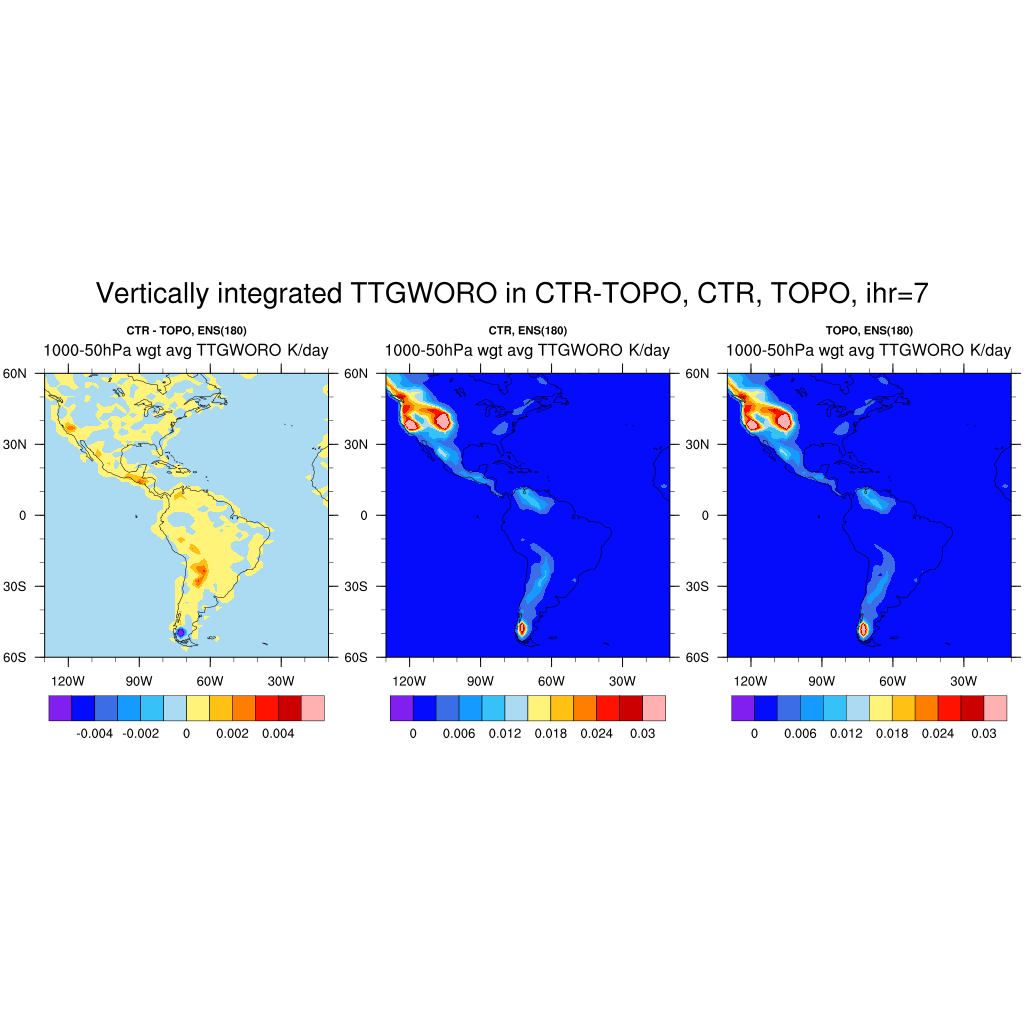 Vertically integrated TTGWORO in CTR-TOPO, CTR, TOPO, ihr=7
CTR - TOPO, ENS(180)
1000-50hPa wgt avg TTGWORO K/day
60N
30N
0
30S
60S
120W 90W 60W 30W
-0.004 -0.002 0 0.002 0.004
CTR, ENS(180)
1000-50hPa wgt avg TTGWORO K/day
60N
30N
0
30S
60S
120W 90W 60W 30W
0 0.006 0.012 0.018 0.024 0.03
TOPO, ENS(180)
1000-50hPa wgt avg TTGWORO K/day
60N
30N
0
30S
60S
120W 90W 60W 30W
0 0.006 0.012 0.018 0.024 0.03